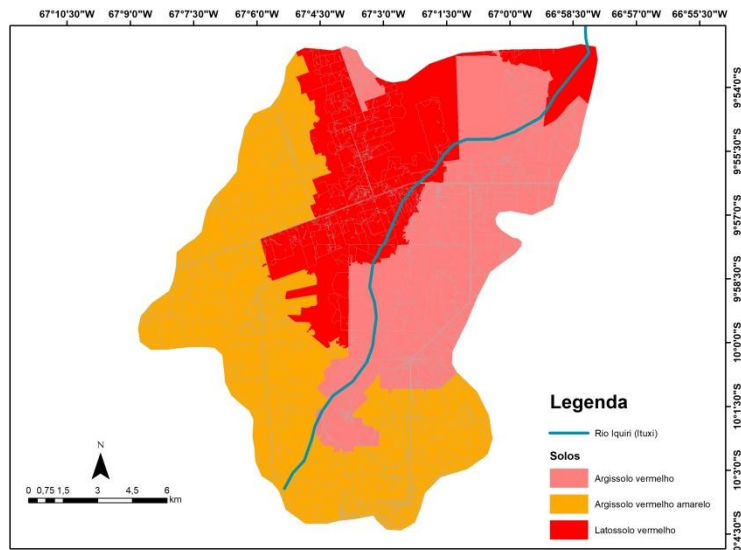 67°10'30"W 67°9'0"W 67°7'30"W 67°6'0"W 67°4'30"W 67°3'0"W 67°1'30"W 67°0'0"W 66°58'30"W 66°57'0"W 66°55'30"W
9°54'0"S
9°55'30"S
9°57'0"S
9°58'30"S
10°0'0"S
10°1'30"S
10°3'0"S
10°4'30"S
Legenda
Rio Iquiri (Ituxi)
Solos
Argissolo vermelho
Argissolo vermelho amarelo
Latossolo vermelho
N
0 0,75 1,5 3 4,5 6
km